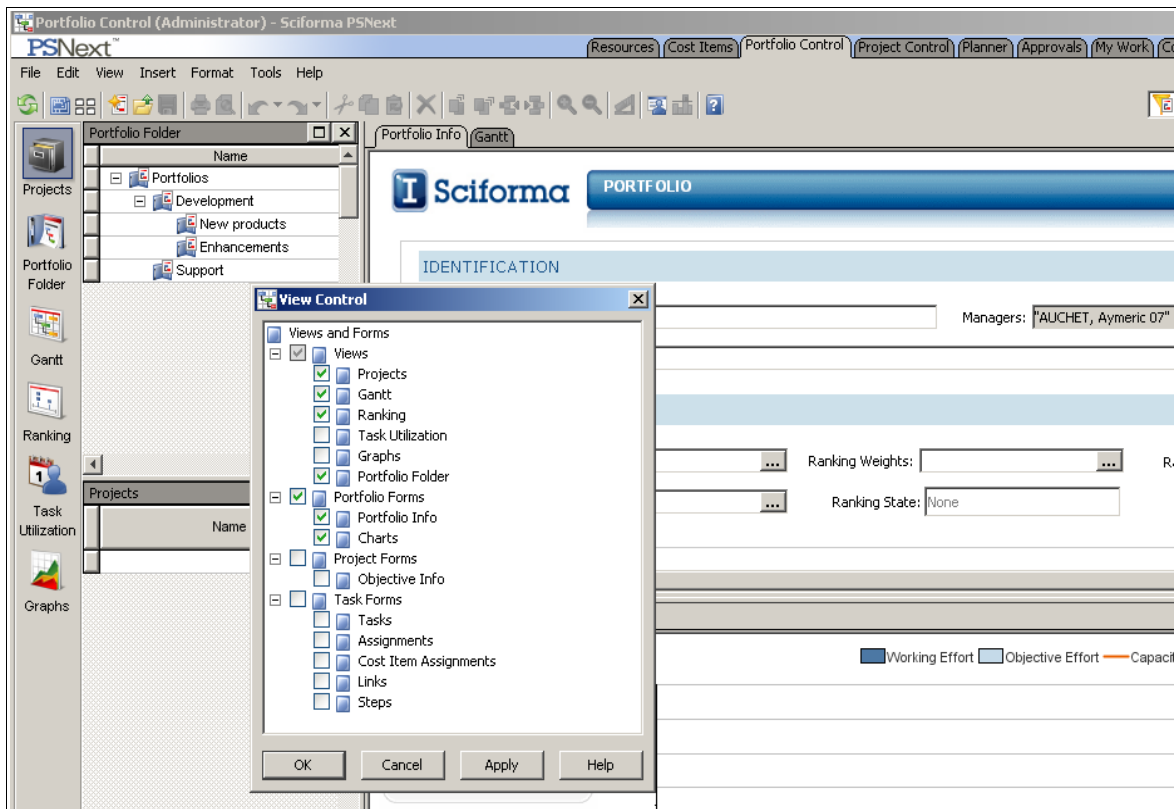 Portfolio Control (Administrator) - Sciforma PSNext
PSNext™
Resources Cost Items Portfolio Control Project Control Planner Approvals My Work Co
File Edit View Insert Format Tools Help
Projects
Portfolio Folder
Gantt
Ranking
Task Utilization
Graphs
Portfolio Folder
Name
Portfolios
Development
New products
Enhancements
Support
Projects
Name
Portfolio Info Gantt
Sciforma PORTFOLIO
IDENTIFICATION
Managers: "AUCHET, Aymeric 07"
... Ranking Weights: ... Ra
... Ranking State: None
Working Effort Objective Effort Capacit
View Control
Views and Forms
Views
Projects
Gantt
Ranking
Task Utilization
Graphs
Portfolio Folder
Portfolio Forms
Portfolio Info
Charts
Project Forms
Objective Info
Task Forms
Tasks
Assignments
Cost Item Assignments
Links
Steps
OK Cancel Apply Help